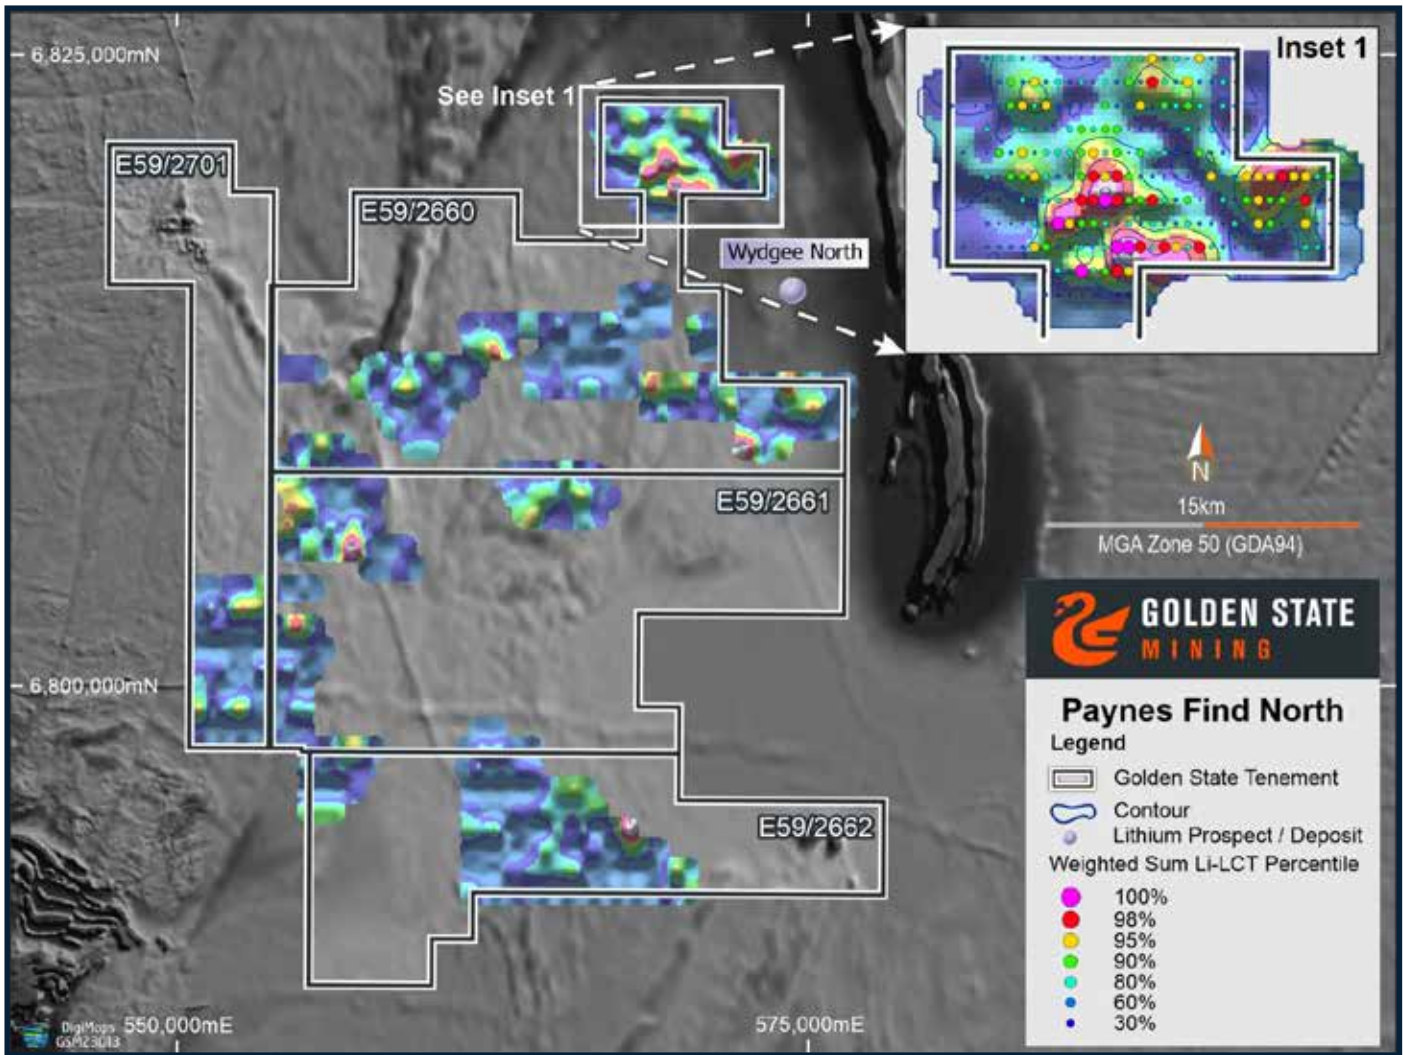 6,825,000mN
See Inset 1
Inset 1
E59/2701
E59/2660
Wydgee North
E59/2661
N
15km
MGA Zone 50 (GDA94)
GOLDEN STATE
MINING
6,800,000mN
Paynes Find North
Legend
Golden State Tenement
Contour
Lithium Prospect / Deposit
Weighted Sum Li-LCT Percentile
100%
98%
95%
90%
80%
60%
30%
E59/2662
DigiMaps
GSM23013
550,000mE
575,000mE